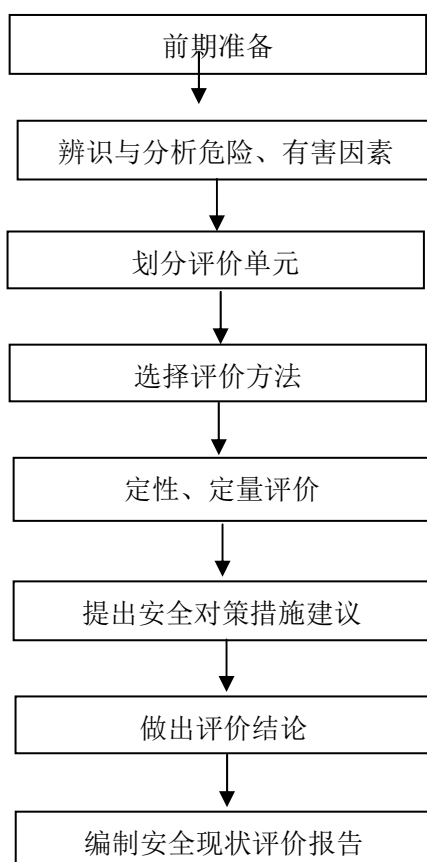 前期准备
辨识与分析危险、有害因素
划分评价单元
选择评价方法
定性、定量评价
提出安全对策措施建议
做出评价结论
编制安全现状评价报告